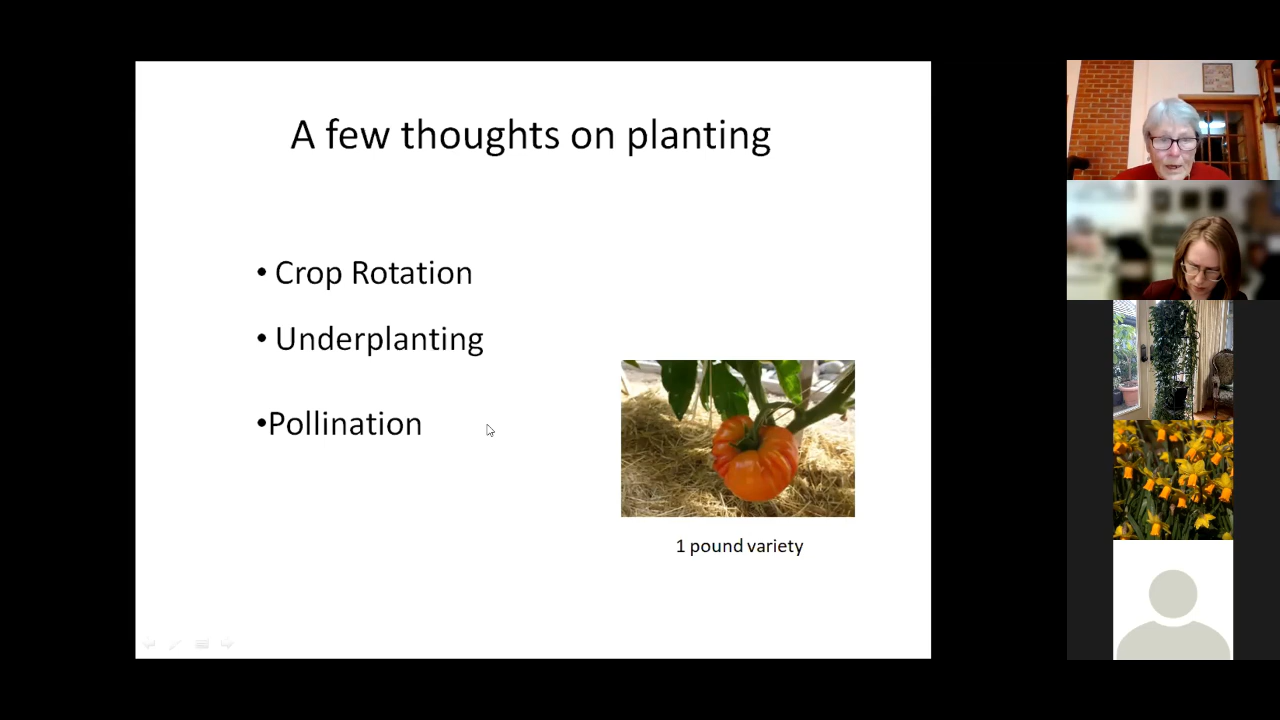 A few thoughts on planting
• Crop Rotation
• Underplanting
•Pollination
1 pound variety